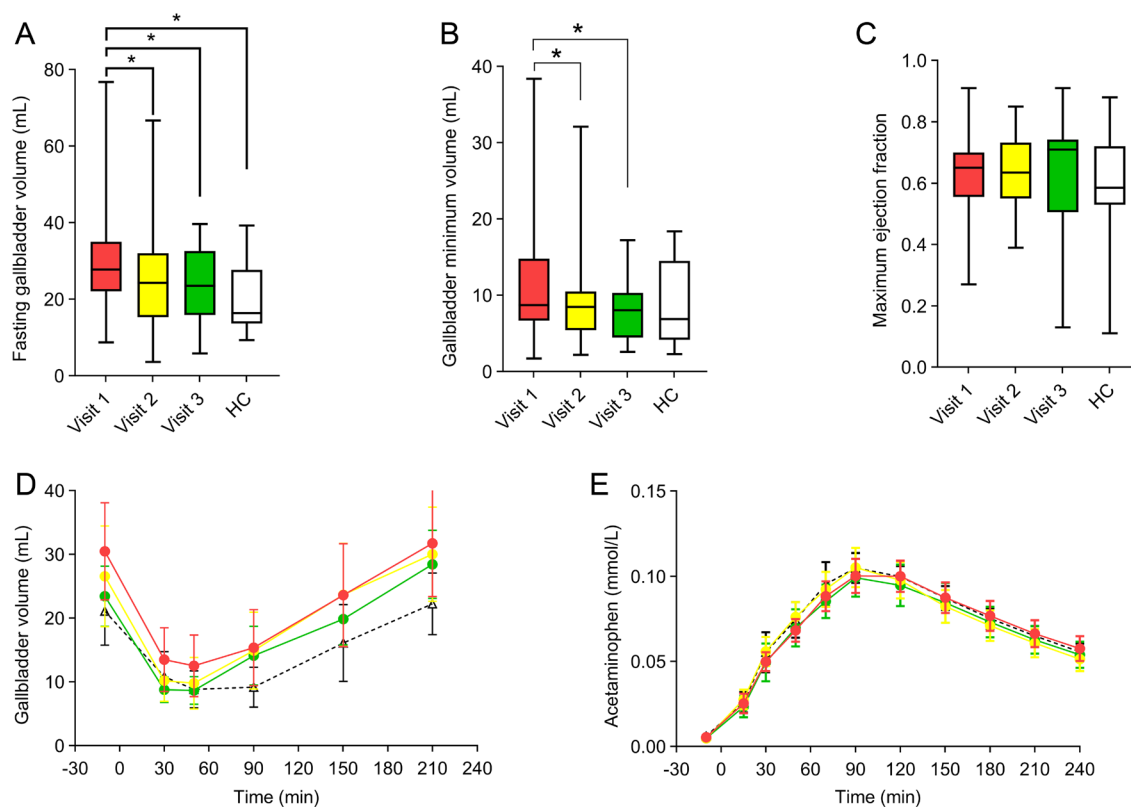 A
Fasting gallbladder volume (mL)
80
60
40
20
0
*
*
*
Visit 1
Visit 2
Visit 3
HC
B
Gallbladder minimum volume (mL)
40
30
20
10
0
*
*
Visit 1
Visit 2
Visit 3
HC
C
Maximum ejection fraction
1.0
0.8
0.6
0.4
0.2
0.0
Visit 1
Visit 2
Visit 3
HC
D
Gallbladder volume (mL)
40
30
20
10
0
-30 0 30 60 90 120 150 180 210 240
Time (min)
E
Acetaminophen (mmol/L)
0.15
0.10
0.05
0.00
-30 0 30 60 90 120 150 180 210 240
Time (min)